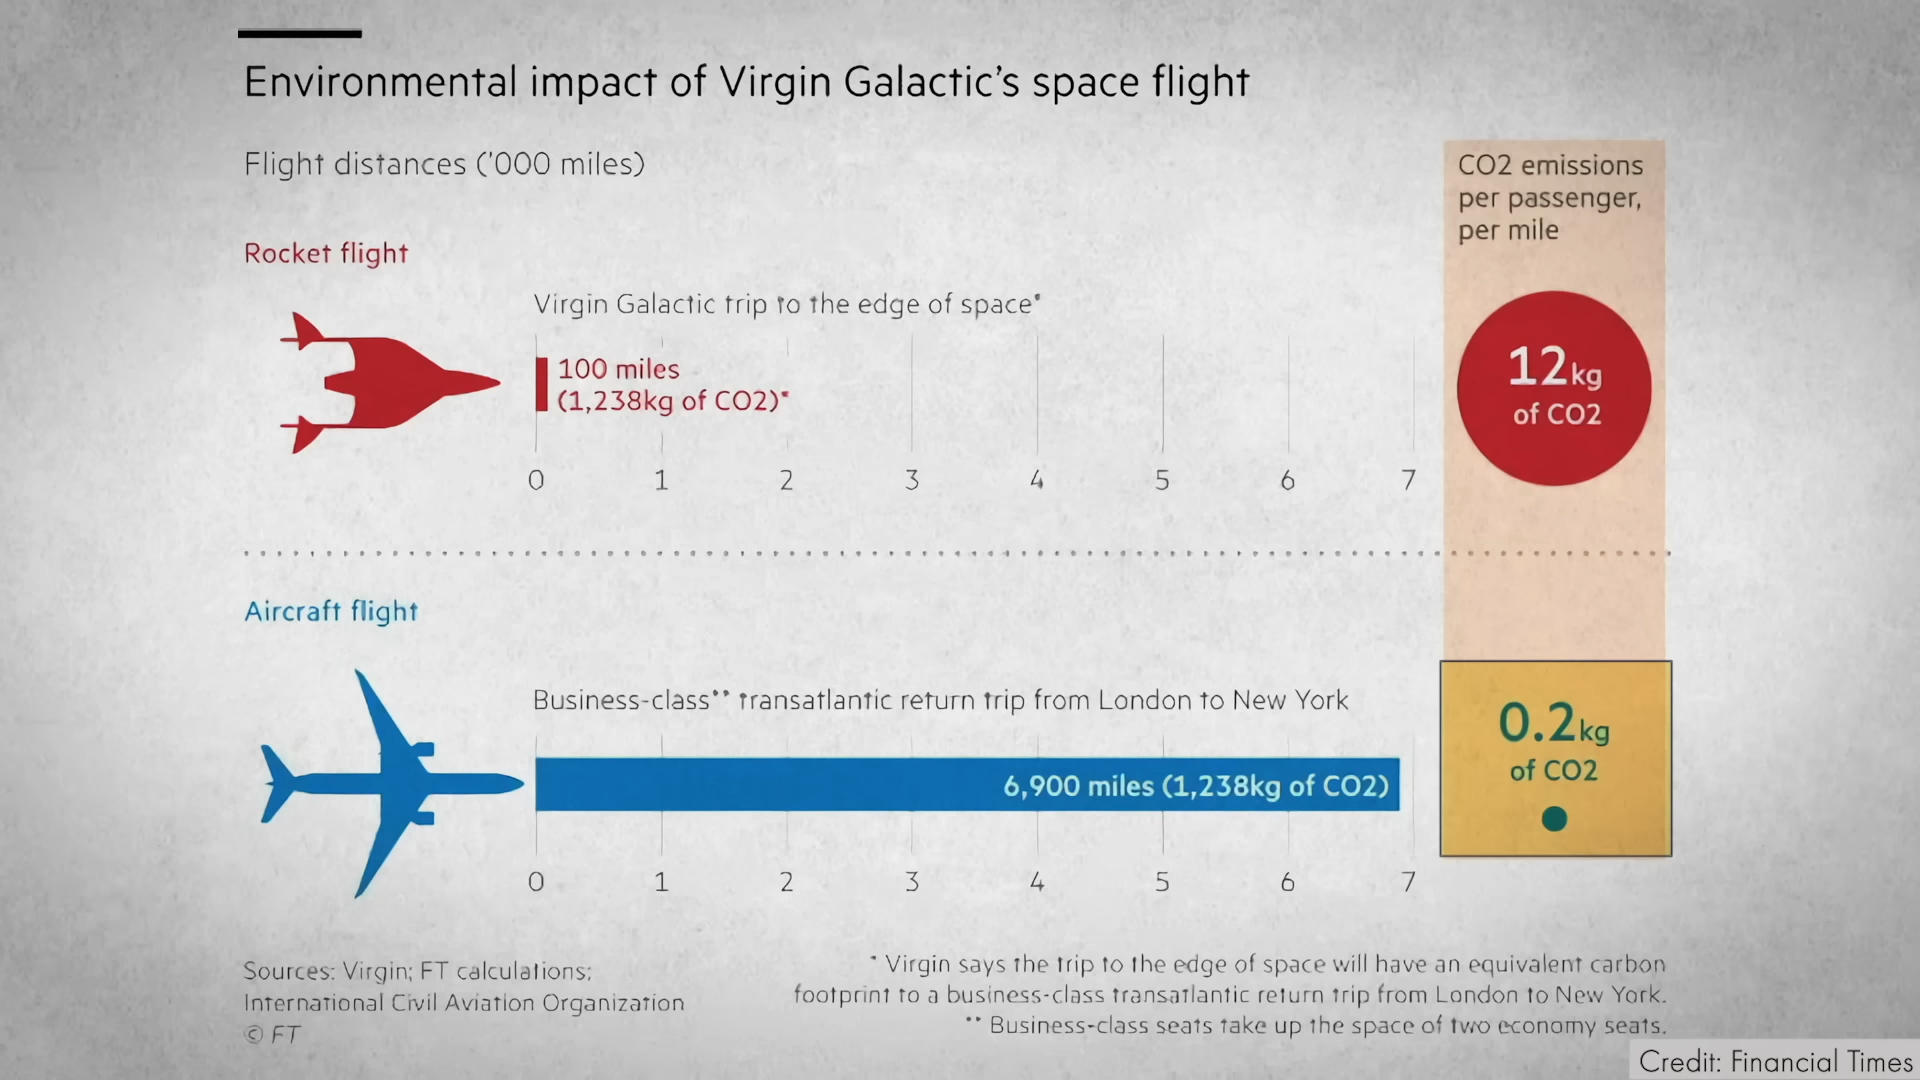 Environmental impact of Virgin Galactic's space flight
Flight distances ('000 miles)
CO2 emissions
per passenger,
per mile
Rocket flight
Virgin Galactic trip to the edge of space*
100 miles
(1,238kg of CO2)*
12kg
of CO2
0 1 2 3 4 5 6 7
Aircraft flight
Business-class** transatlantic return trip from London to New York
6,900 miles (1,238kg of CO2)
0.2kg
of CO2
0 1 2 3 4 5 6 7
Sources: Virgin; FT calculations;
International Civil Aviation Organization
© FT
* Virgin says the trip to the edge of space will have an equivalent carbon
footprint to a business-class transatlantic return trip from London to New York.
** Business-class seats take up the space of two economy seats.
Credit: Financial Times